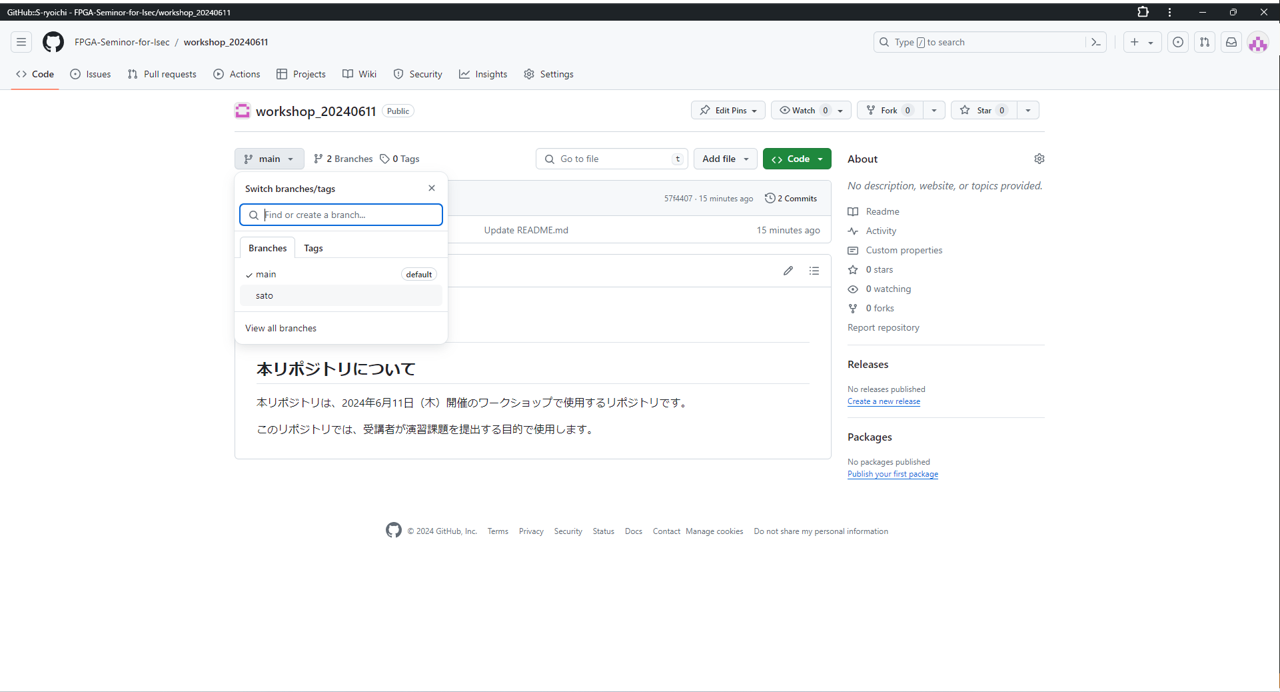 GitHub::S-ryoichi - FPGA-Seminor-for-Isec/workshop_20240611
FPGA-Seminor-for-Isec / workshop_20240611
Type / to search
Code Issues Pull requests Actions Projects Wiki Security Insights Settings
workshop_20240611 Public
Edit Pins Watch 0 Fork 0 Star 0
main 2 Branches 0 Tags
Go to file t
Add file
Code
Switch branches/tags
Find or create a branch...
Branches Tags
main default
sato
View all branches
57f4407 · 15 minutes ago 2 Commits
Update README.md 15 minutes ago
本リポジトリについて
本リポジトリは、2024年6月11日（木）開催のワークショップで使用するリポジトリです。
このリポジトリでは、受講者が演習課題を提出する目的で使用します。
About
No description, website, or topics provided.
Readme
Activity
Custom properties
0 stars
0 watching
0 forks
Report repository
Releases
No releases published
Create a new release
Packages
No packages published
Publish your first package
© 2024 GitHub, Inc. Terms Privacy Security Status Docs Contact Manage cookies Do not share my personal information